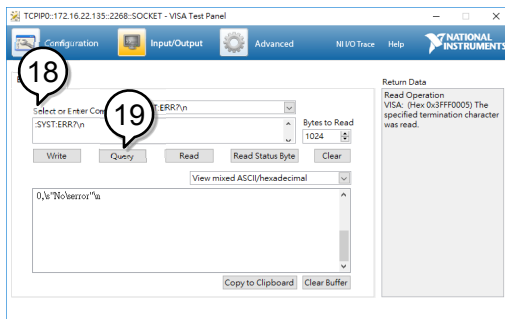 TCPIP0::172.16.22.135::2268::SOCKET - VISA Test Panel
Configuration
Input/Output
Advanced
NI I/O Trace
Help
NATIONAL
INSTRUMENTS
18
19
Return Data
Select or Enter
ERR?\n
:SYST:ERR?\n
Bytes to Read
1024
Write
Query
Read
Read Status Byte
Clear
View mixed ASCII/hexadecimal
0,\s"No\serror"\n
Copy to Clipboard
Clear Buffer
Read Operation
VISA: (Hex 0x3FFF0005) The
specified termination character
was read.